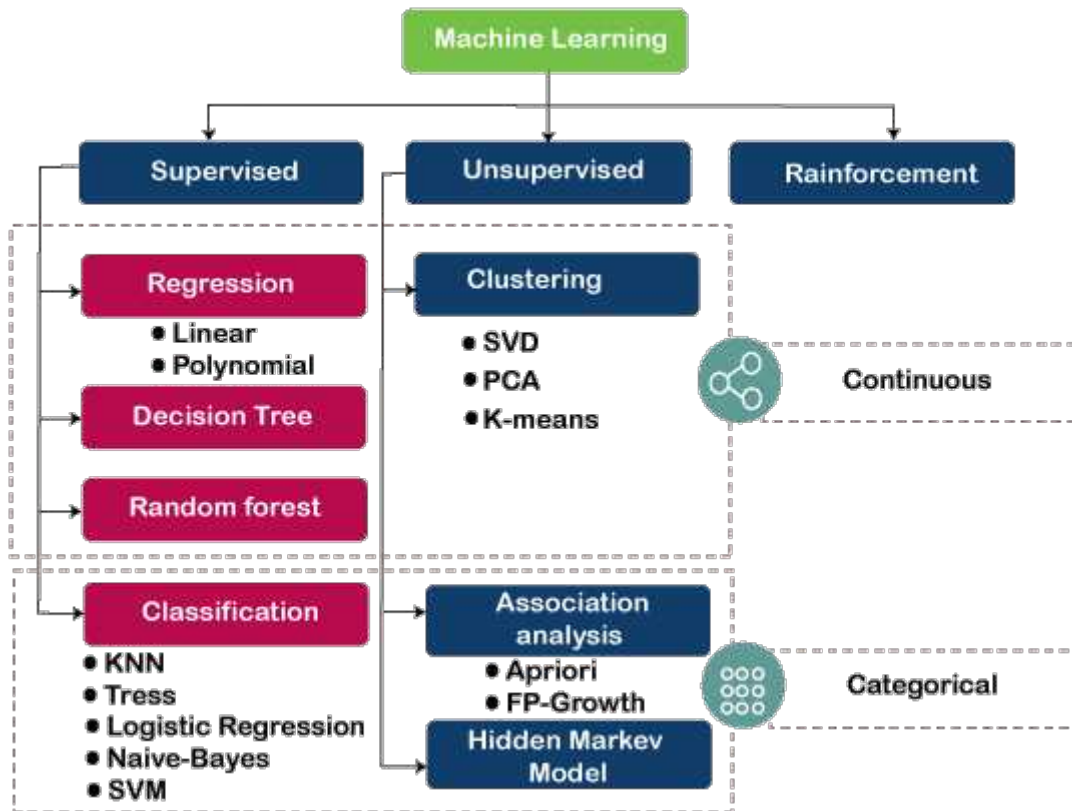 Machine Learning
Supervised
Unsupervised
Rainforcement
Regression
● Linear
● Polynomial
Decision Tree
Random forest
Clustering
● SVD
● PCA
● K-means
Continuous
Classification
● KNN
● Tress
● Logistic Regression
● Naive-Bayes
● SVM
Association
analysis
● Apriori
● FP-Growth
Hidden Markev
Model
Categorical